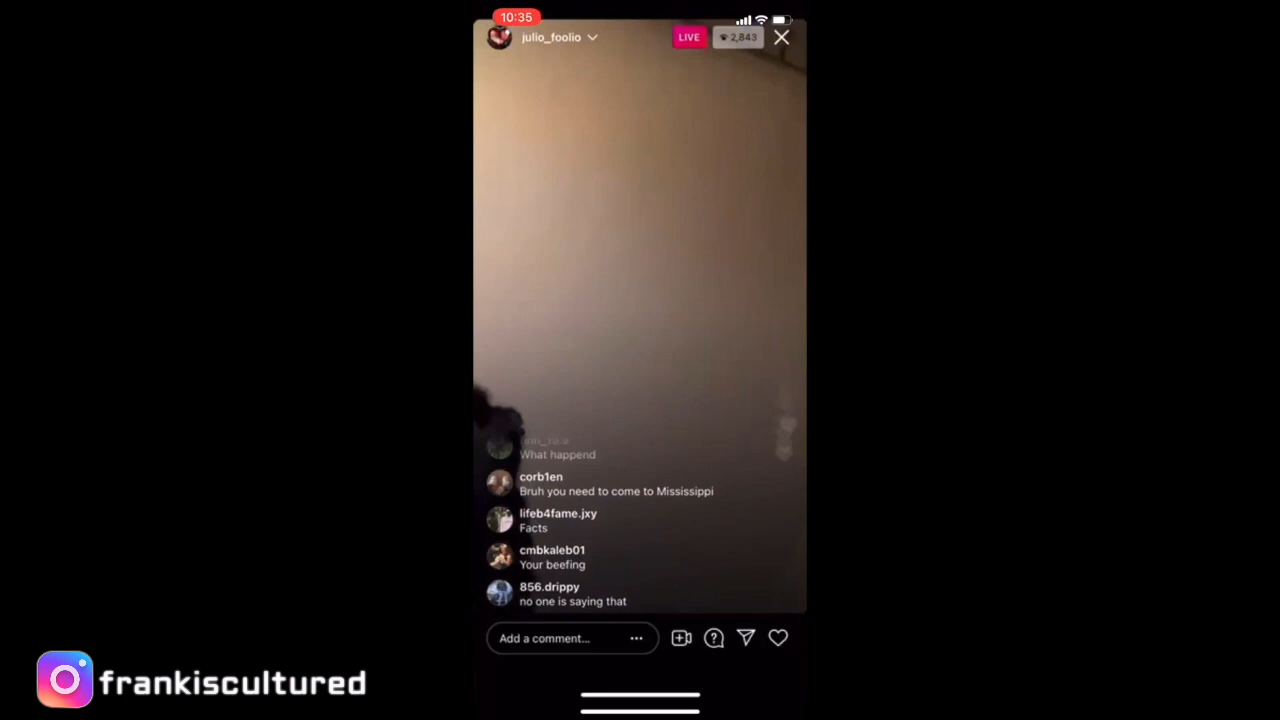 10:35
julio_foolio
LIVE
2,843
What happend
corb1en
Bruh you need to come to Mississippi
lifeb4fame.jxy
Facts
cmbkaleb01
Your beefing
856.drippy
no one is saying that
Add a comment...
frankiscultured